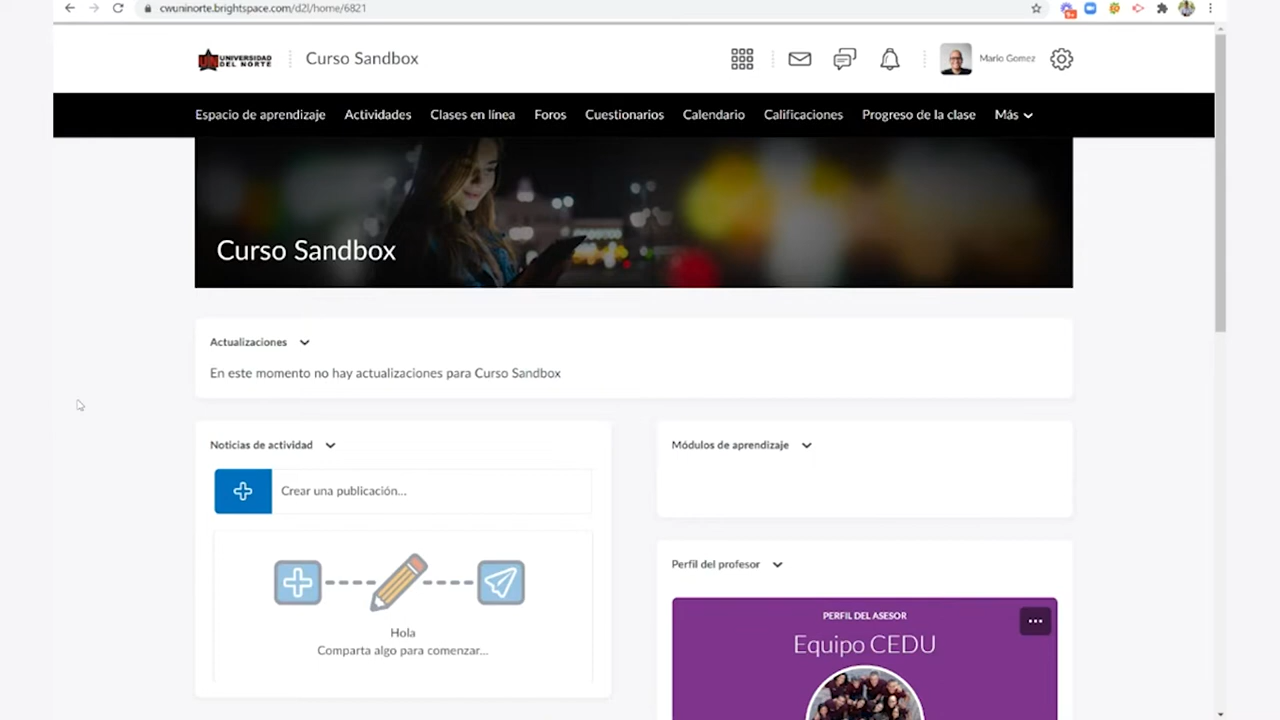 cwuninorte.brightspace.com/d2l/home/6821
UNIVERSIDAD
DEL NORTE
Curso Sandbox
Mario Gomez
Espacio de aprendizaje Actividades Clases en línea Foros Cuestionarios Calendario Calificaciones Progreso de la clase Más
Curso Sandbox
Actualizaciones
En este momento no hay actualizaciones para Curso Sandbox
Noticias de actividad
Crear una publicación...
Hola
Comparta algo para comenzar...
Módulos de aprendizaje
Perfil del profesor
PERFIL DEL ASESOR
Equipo CEDU